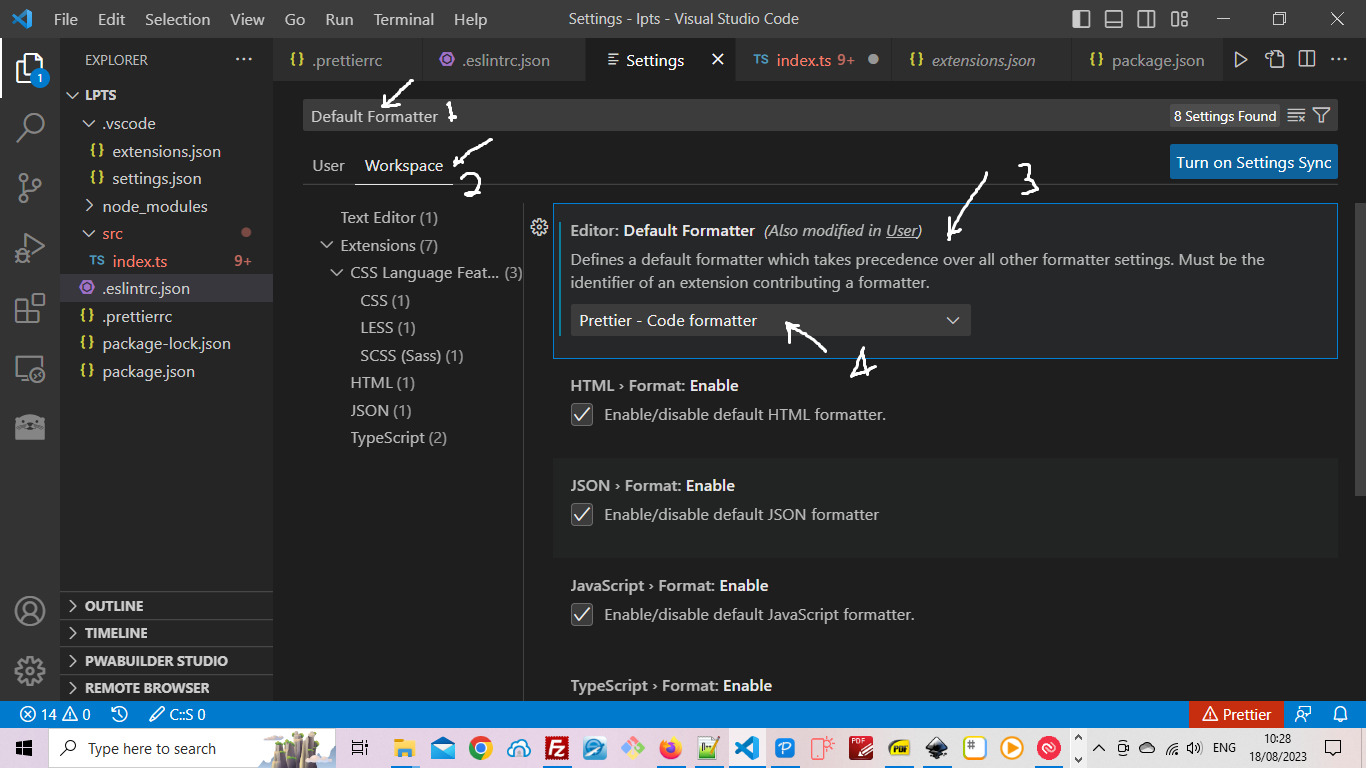 File Edit Selection View Go Run Terminal Help
Settings - lpts - Visual Studio Code
EXPLORER ···
{} .prettierrc
.eslintrc.json
Settings
TS index.ts 9+
{} extensions.json
{} package.json
1
LPTS
.vscode
{} extensions.json
{} settings.json
node_modules
src
TS index.ts 9+
.eslintrc.json
{} .prettierrc
{} package-lock.json
{} package.json
OUTLINE
TIMELINE
PWABUILDER STUDIO
REMOTE BROWSER
Default Formatter 1
8 Settings Found
User Workspace
2
Turn on Settings Sync
3
Text Editor (1)
Extensions (7)
CSS Language Feat... (3)
CSS (1)
LESS (1)
SCSS (Sass) (1)
HTML (1)
JSON (1)
TypeScript (2)
Editor: Default Formatter (Also modified in User)
Defines a default formatter which takes precedence over all other formatter settings. Must be the
identifier of an extension contributing a formatter.
Prettier - Code formatter
4
HTML › Format: Enable
Enable/disable default HTML formatter.
JSON › Format: Enable
Enable/disable default JSON formatter
JavaScript › Format: Enable
Enable/disable default JavaScript formatter.
TypeScript › Format: Enable
14 0 C::S 0
Prettier
Type here to search
Fz
PDF
PDF
ENG
10:28
18/08/2023